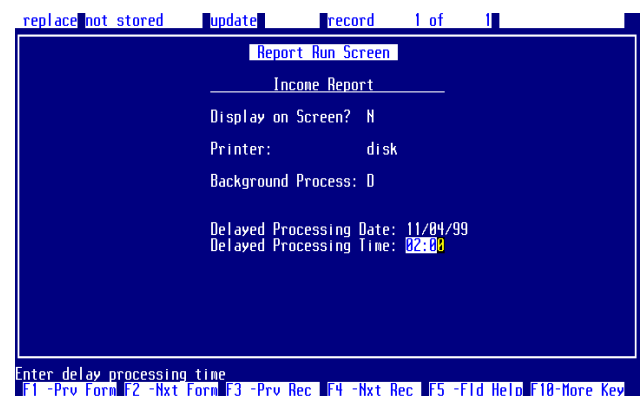 replace not stored update record 1 of 1
Report Run Screen
Income Report
Display on Screen? N
Printer: disk
Background Process: D
Delayed Processing Date: 11/04/99
Delayed Processing Time: 02:00
Enter delay processing time
F1 -Prv Form F2 -Nxt Form F3 -Prv Rec F4 -Nxt Rec F5 -Fld Help F10-More Key